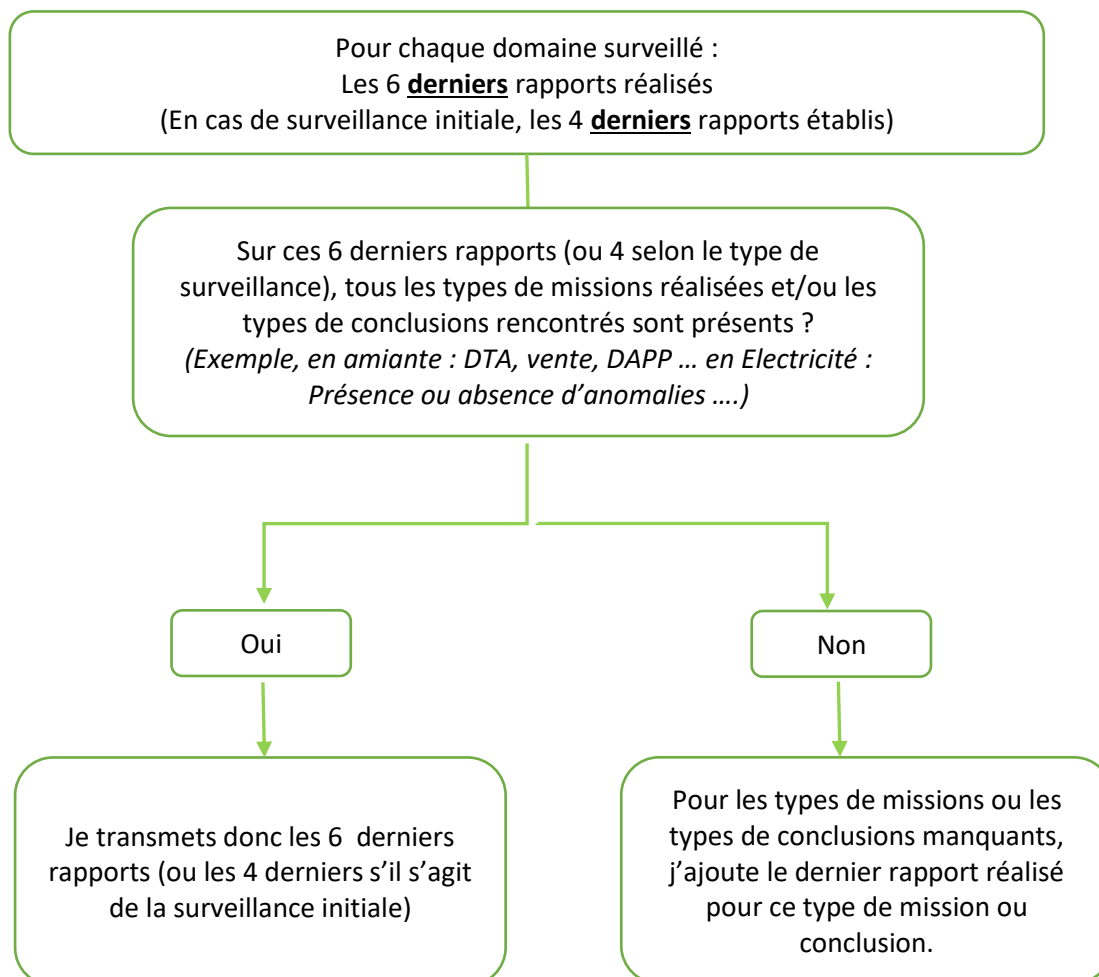 Pour chaque domaine surveillé :
Les 6 derniers rapports réalisés
(En cas de surveillance initiale, les 4 derniers rapports établis)
Sur ces 6 derniers rapports (ou 4 selon le type de
surveillance), tous les types de missions réalisées et/ou les
types de conclusions rencontrés sont présents ?
(Exemple, en amiante : DTA, vente, DAPP … en Electricité :
Présence ou absence d’anomalies ….)
Oui
Non
Je transmets donc les 6 derniers
rapports (ou les 4 derniers s’il s’agit
de la surveillance initiale)
Pour les types de missions ou les
types de conclusions manquants,
j’ajoute le dernier rapport réalisé
pour ce type de mission ou
conclusion.